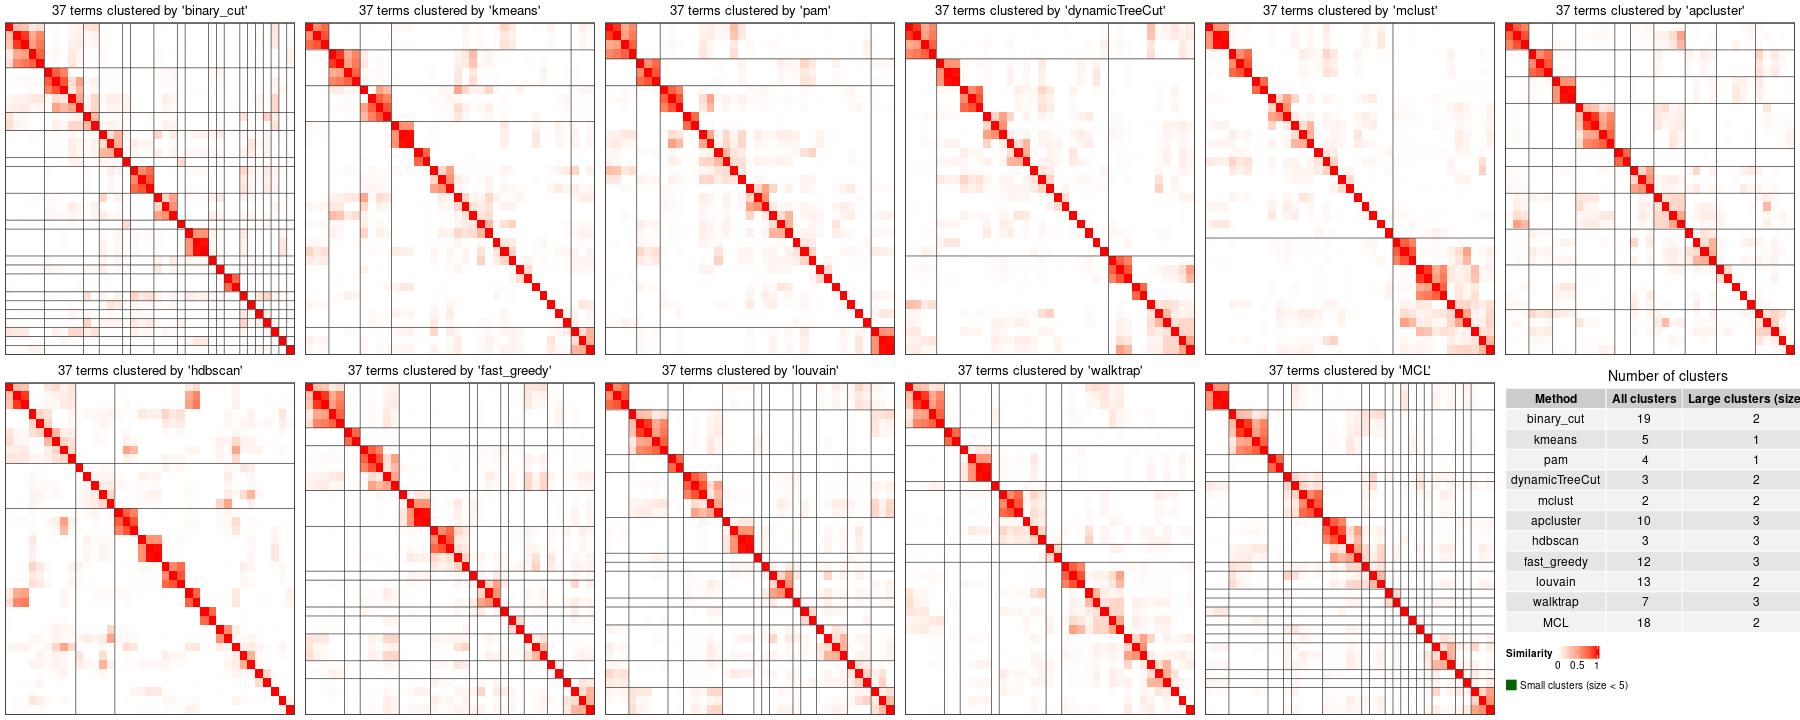 37 terms clustered by 'binary_cut'
37 terms clustered by 'kmeans'
37 terms clustered by 'pam'
37 terms clustered by 'dynamicTreeCut'
37 terms clustered by 'mclust'
37 terms clustered by 'apcluster'
37 terms clustered by 'hdbscan'
37 terms clustered by 'fast_greedy'
37 terms clustered by 'louvain'
37 terms clustered by 'walktrap'
37 terms clustered by 'MCL'
Number of clusters
Method All clusters Large clusters (size
binary_cut 19 2
kmeans 5 1
pam 4 1
dynamicTreeCut 3 2
mclust 2 2
apcluster 10 3
hdbscan 3 3
fast_greedy 12 3
louvain 13 2
walktrap 7 3
MCL 18 2
Similarity
0 0.5 1
Small clusters (size < 5)